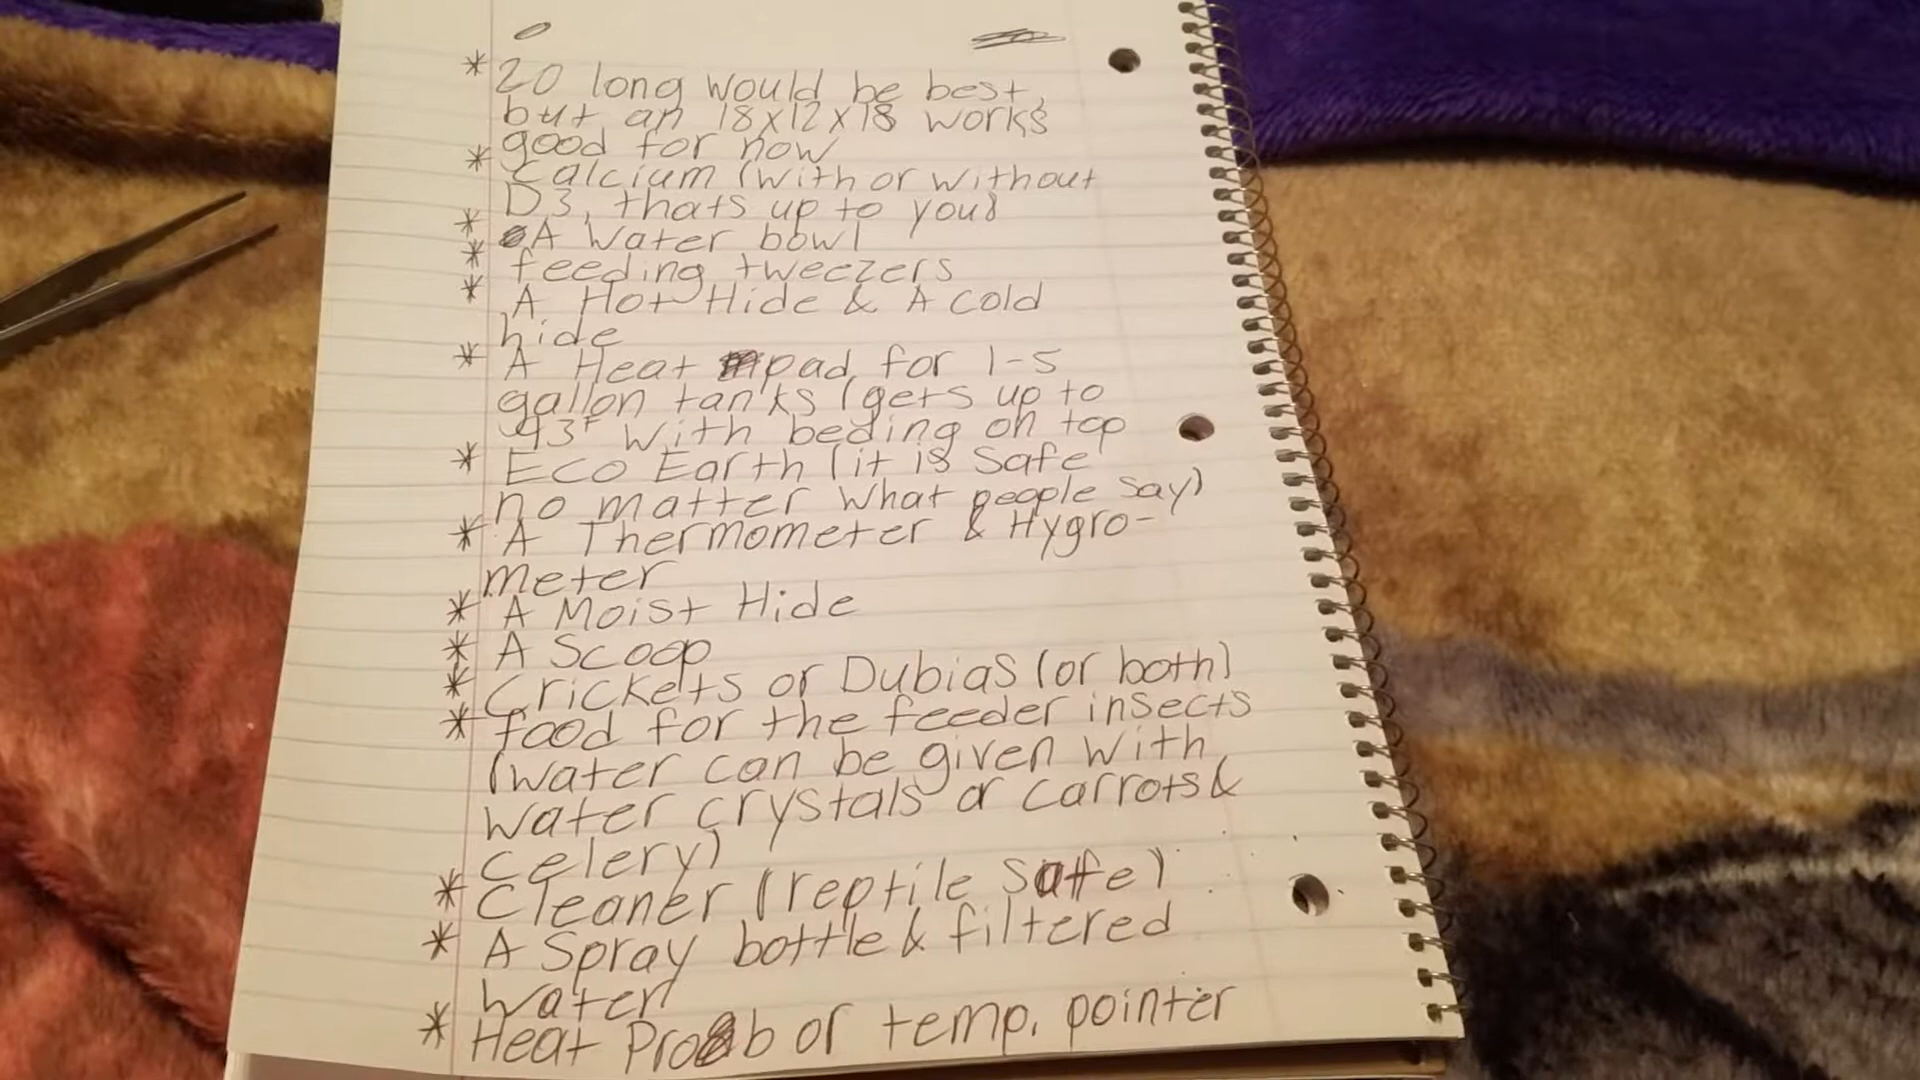 * 20 long would be best,
but an 18x12x18 works
good for now
* Calcium (with or without
D3, thats up to you)
* A Water bowl
* feeding tweezers
* A Hot Hide & A cold
hide
* A Heat pad for 1-5
gallon tanks (gets up to
93F with beding on top
* Eco Earth (it is safe
no matter what people say)
* A Thermometer & Hygro-
meter
* A Moist Hide
* A Scoop
* Crickets or Dubias (or both)
* food for the feeder insects
(water can be given with
water crystals or carrots &
celery)
* Cleaner (reptile safe)
* A Spray bottle & filtered
water
* Heat Prob or temp. pointer